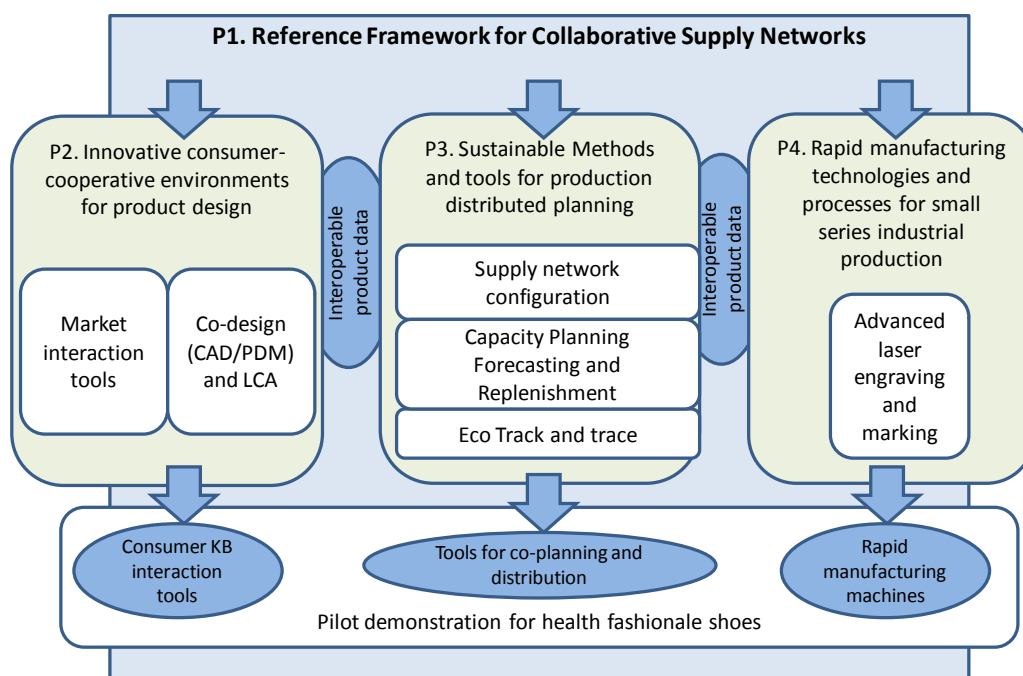 P1. Reference Framework for Collaborative Supply Networks
P2. Innovative consumer-
cooperative environments
for product design
Market
interaction
tools
Co-design
(CAD/PDM)
and LCA
Interoperable
product data
P3. Sustainable Methods
and tools for production
distributed planning
Supply network
configuration
Capacity Planning
Forecasting and
Replenishment
Eco Track and trace
Interoperable
product data
P4. Rapid manufacturing
technologies and
processes for small
series industrial
production
Advanced
laser
engraving
and
marking
Consumer KB
interaction
tools
Tools for co-planning and
distribution
Rapid
manufacturing
machines
Pilot demonstration for health fashionale shoes